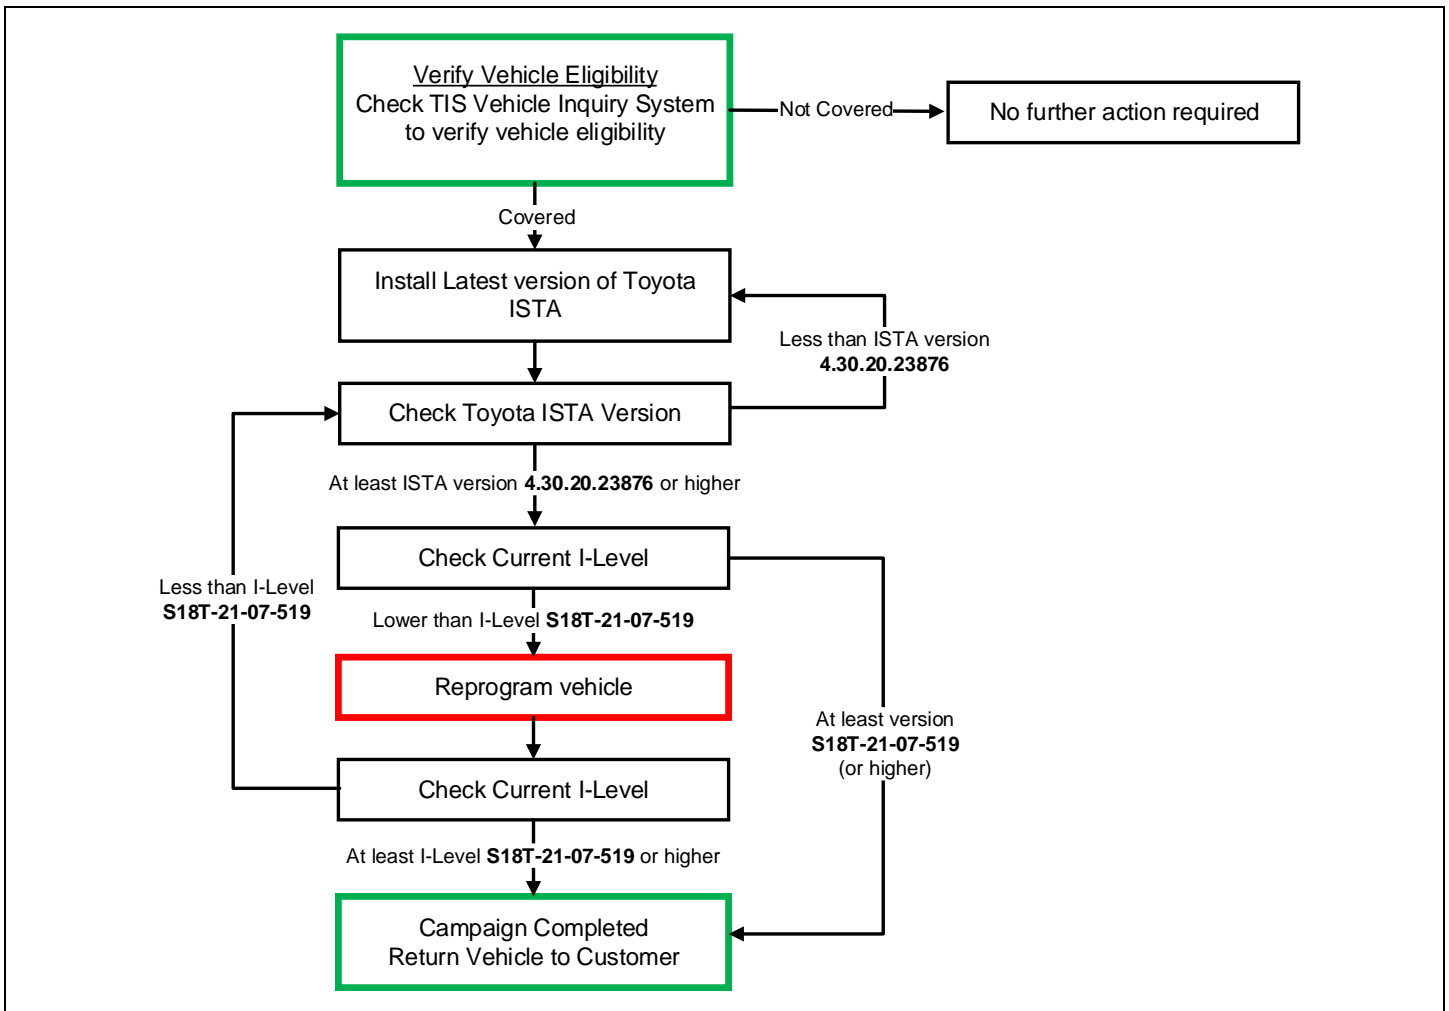 Verify Vehicle Eligibility
Check TIS Vehicle Inquiry System
to verify vehicle eligibility
Not Covered
No further action required
Covered
Install Latest version of Toyota
ISTA
Less than ISTA version
4.30.20.23876
Check Toyota ISTA Version
At least ISTA version 4.30.20.23876 or higher
Check Current I-Level
Less than I-Level
S18T-21-07-519
Lower than I-Level S18T-21-07-519
Reprogram vehicle
At least version
S18T-21-07-519
(or higher)
Check Current I-Level
At least I-Level S18T-21-07-519 or higher
Campaign Completed
Return Vehicle to Customer